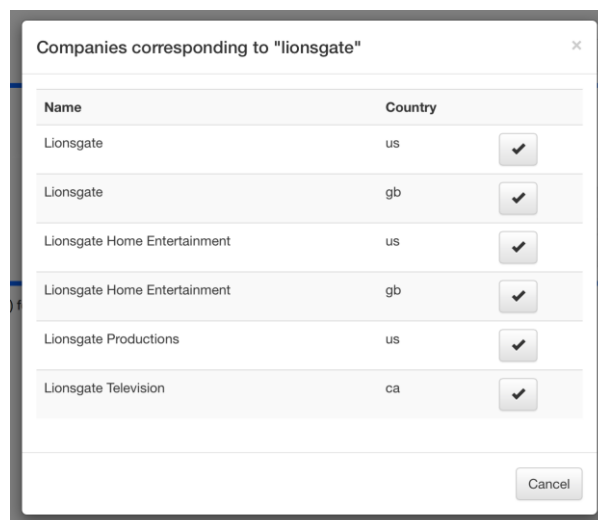 Companies corresponding to "lionsgate" ×
Name Country
Lionsgate us
Lionsgate gb
Lionsgate Home Entertainment us
Lionsgate Home Entertainment gb
) f
Lionsgate Productions us
Lionsgate Television ca
Cancel